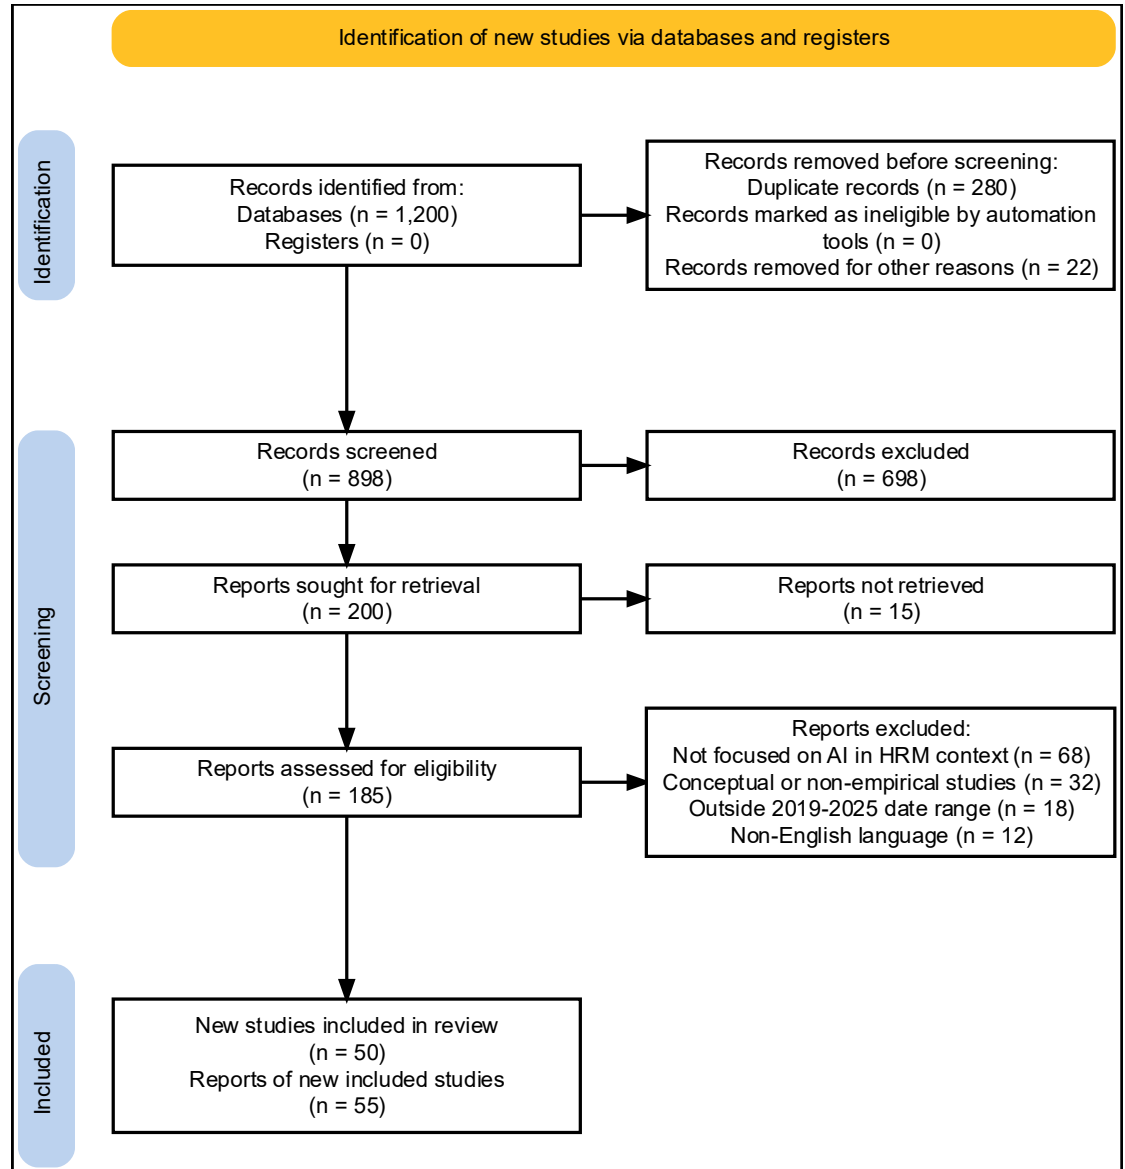 Identification of new studies via databases and registers
Identification
Records identified from:
Databases (n = 1,200)
Registers (n = 0)
Records removed before screening:
Duplicate records (n = 280)
Records marked as ineligible by automation
tools (n = 0)
Records removed for other reasons (n = 22)
Screening
Records screened
(n = 898)
Records excluded
(n = 698)
Reports sought for retrieval
(n = 200)
Reports not retrieved
(n = 15)
Reports assessed for eligibility
(n = 185)
Reports excluded:
Not focused on AI in HRM context (n = 68)
Conceptual or non-empirical studies (n = 32)
Outside 2019-2025 date range (n = 18)
Non-English language (n = 12)
Included
New studies included in review
(n = 50)
Reports of new included studies
(n = 55)